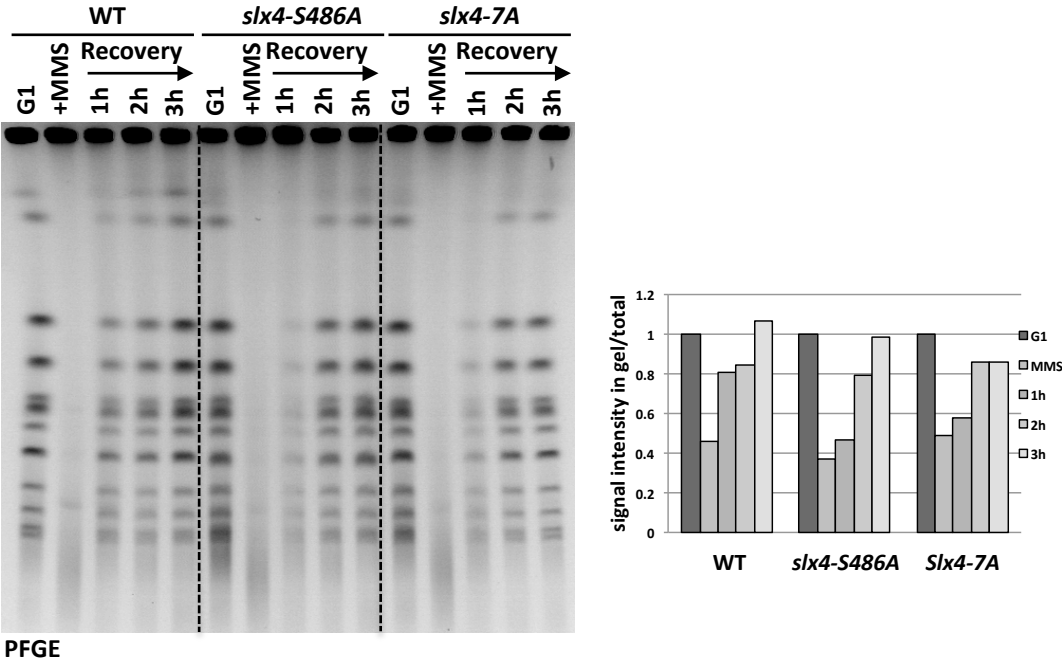 WT slx4-S486A slx4-7A
Recovery Recovery Recovery
G1 +MMS 1h 2h 3h G1 +MMS 1h 2h 3h G1 +MMS 1h 2h 3h
PFGE
signal intensity in gel/total
1.2
1
0.8
0.6
0.4
0.2
0
WT slx4-S486A Slx4-7A
G1
MMS
1h
2h
3h